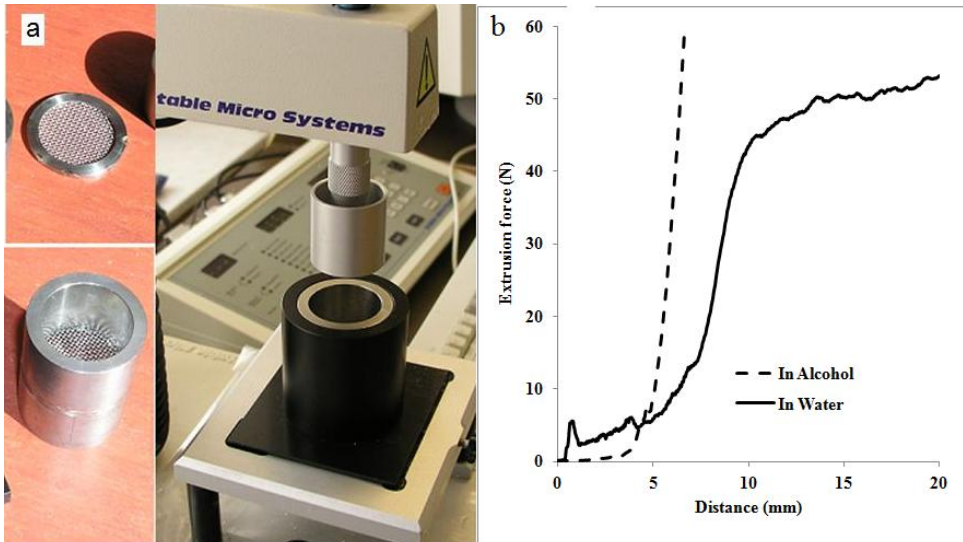 a
table Micro Systems
b
60
50
40
30
20
10
0
Extrusion force (N)
In Alcohol
In Water
0 5 10 15 20
Distance (mm)